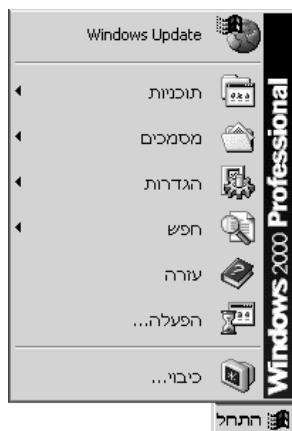 Windows Update
תוכניות
מסמכים
הגדרות
חפש
עזרה
הפעלה...
כיבוי...
Windows 2000 Professional
התחל